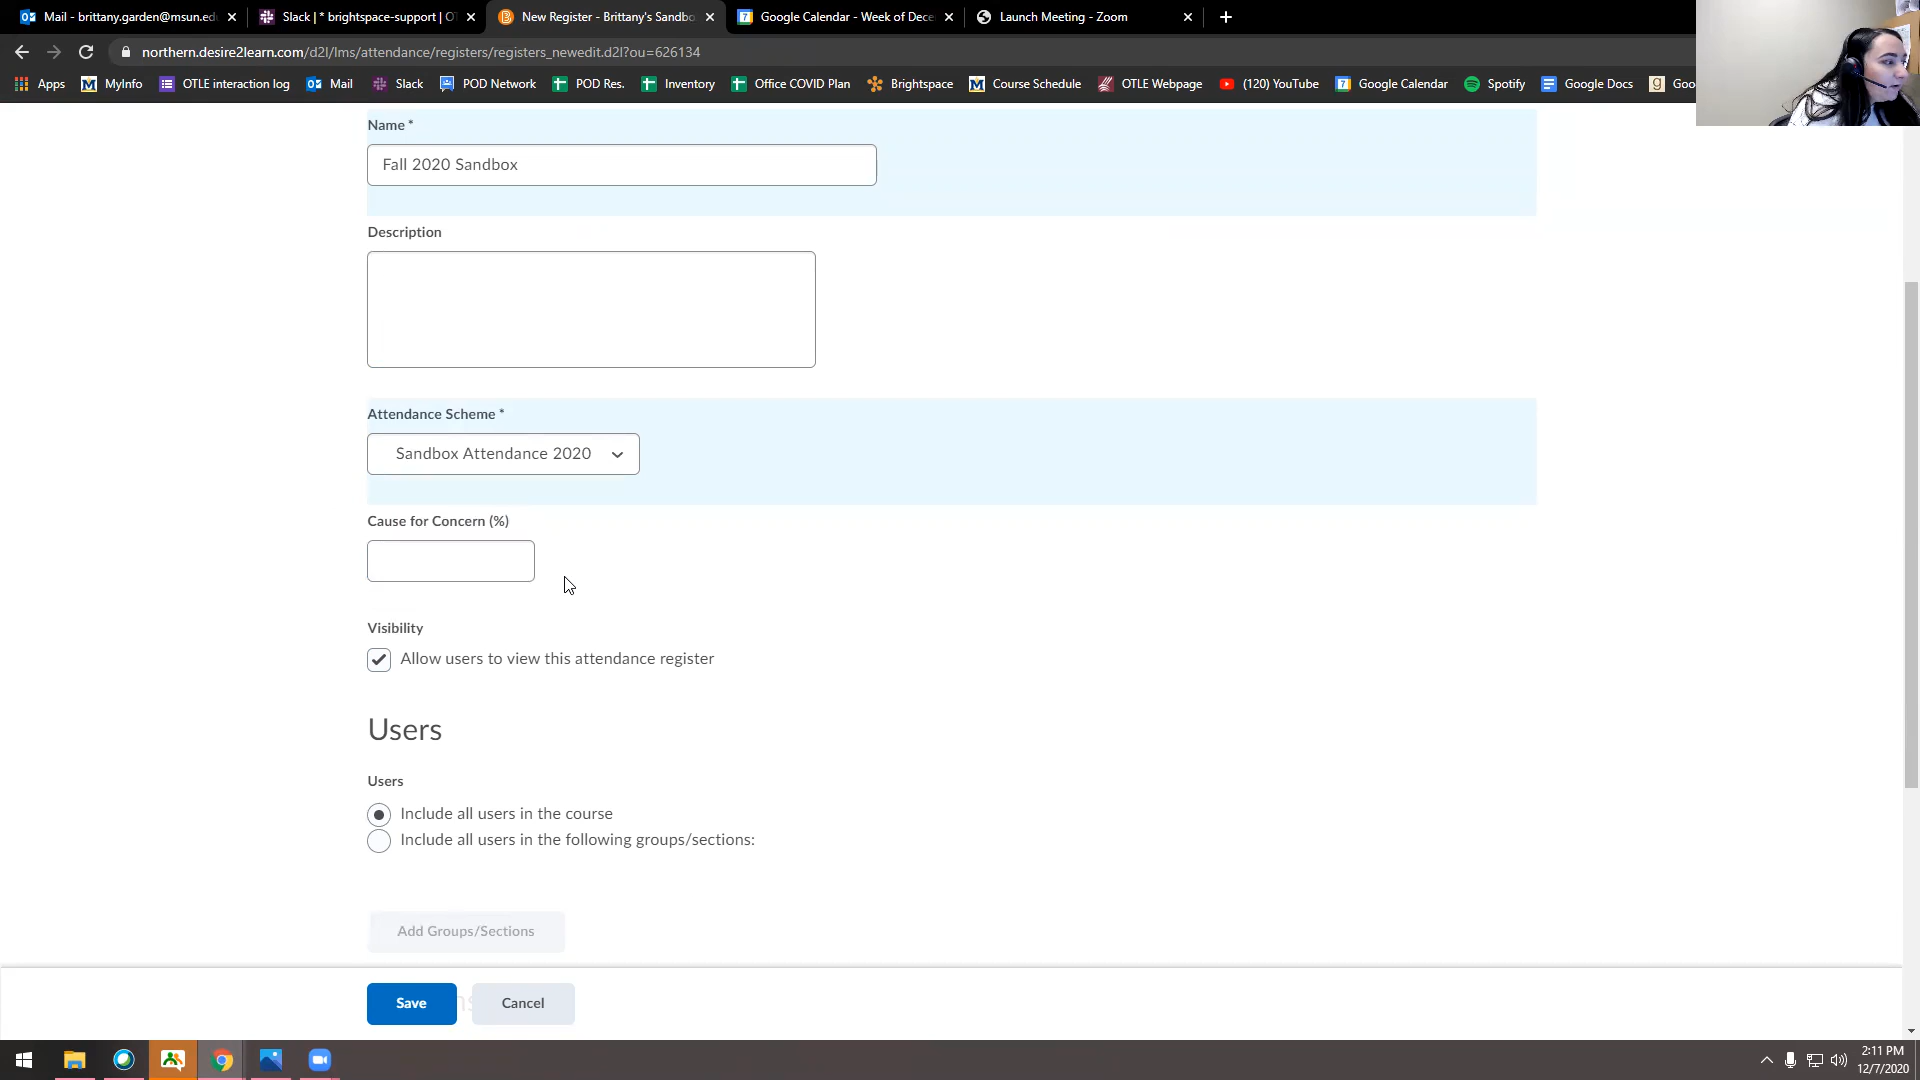 Mail - brittany.garden@msun.ed
Slack | * brightspace-support | OT
New Register - Brittany's Sandbo
Google Calendar - Week of Dece
Launch Meeting - Zoom
northern.desire2learn.com/d2l/lms/attendance/registers/registers_newedit.d2l?ou=626134
Apps MyInfo OTLE interaction log Mail Slack POD Network POD Res. Inventory Office COVID Plan Brightspace Course Schedule OTLE Webpage (120) YouTube Google Calendar Spotify Google Docs Goo
Name *
Fall 2020 Sandbox
Description
Attendance Scheme *
Sandbox Attendance 2020
Cause for Concern (%)
Visibility
Allow users to view this attendance register
Users
Users
Include all users in the course
Include all users in the following groups/sections:
Add Groups/Sections
Save Cancel
2:11 PM
12/7/2020